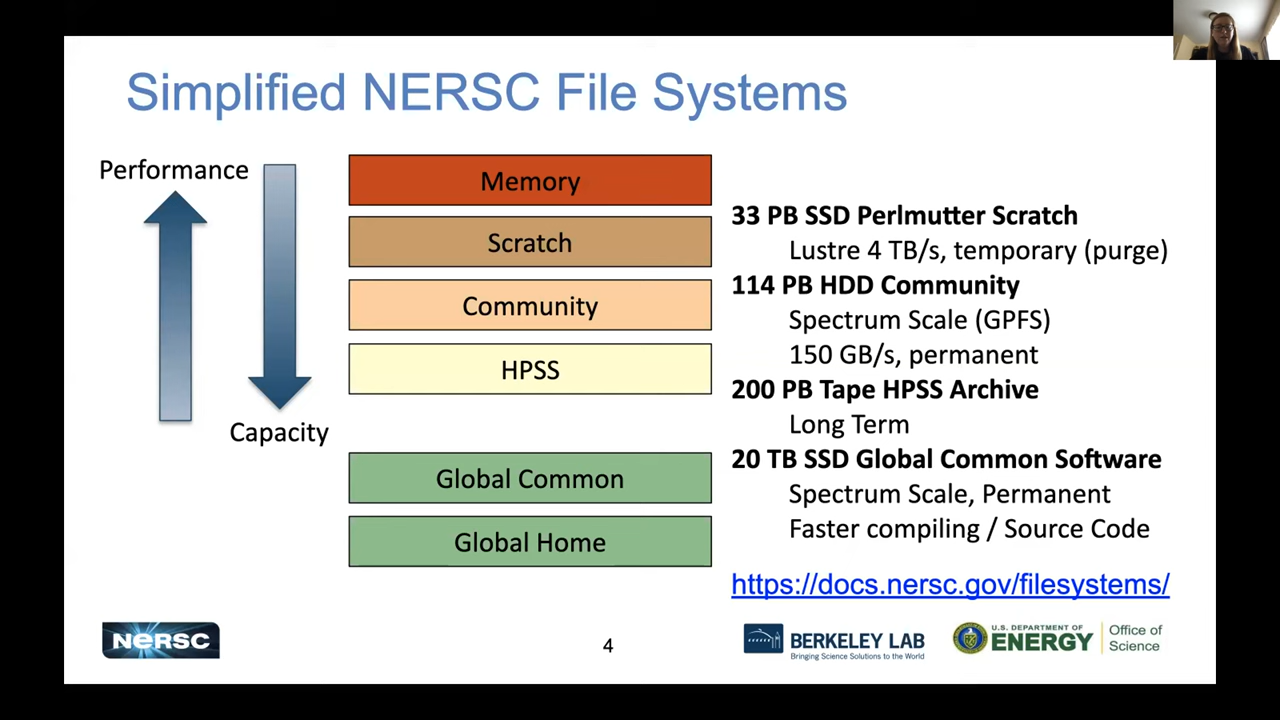 Simplified NERSC File Systems
Performance
Capacity
Memory
Scratch
Community
HPSS
Global Common
Global Home
33 PB SSD Perlmutter Scratch
Lustre 4 TB/s, temporary (purge)
114 PB HDD Community
Spectrum Scale (GPFS)
150 GB/s, permanent
200 PB Tape HPSS Archive
Long Term
20 TB SSD Global Common Software
Spectrum Scale, Permanent
Faster compiling / Source Code
https://docs.nersc.gov/filesystems/
NERSC
4
BERKELEY LAB
Bringing Science Solutions to the World
U.S. DEPARTMENT OF
ENERGY
Office of
Science